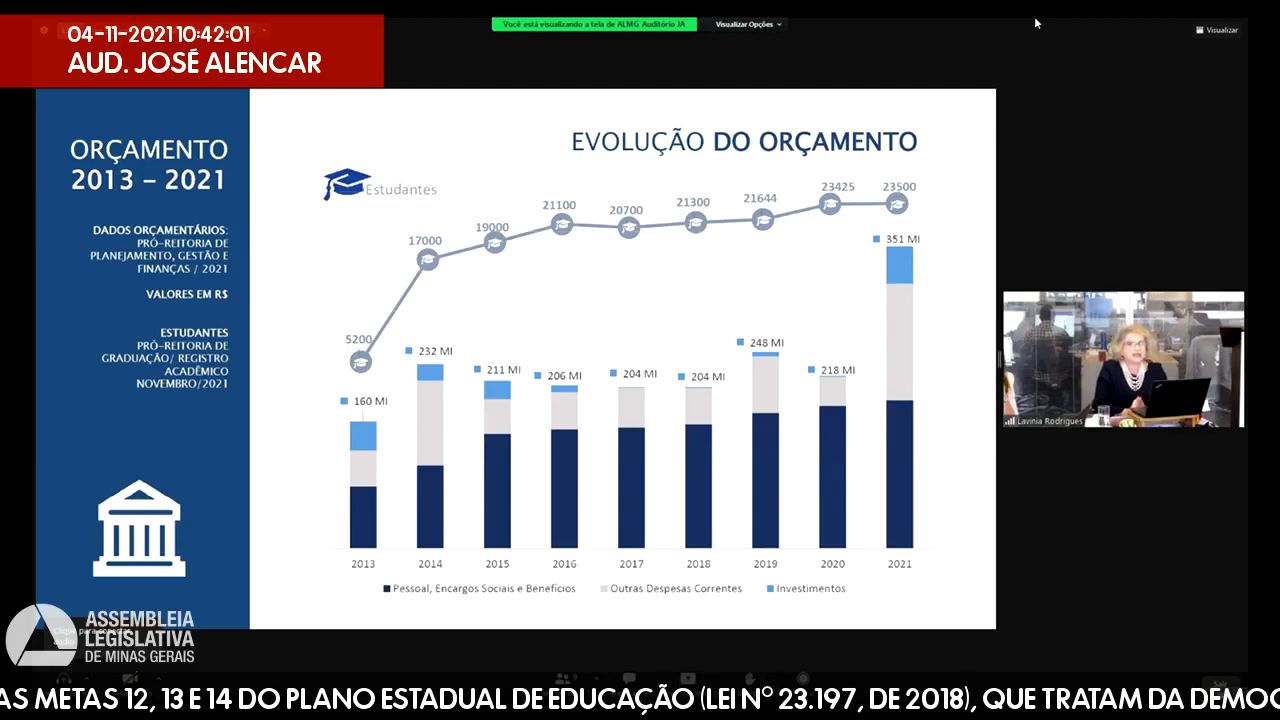 Você está visualizando a tela de ALMG Auditório JA
Visualizar Opções
Visualizar
04-11-2021 10:42:01
AUD. JOSÉ ALENCAR
ORÇAMENTO
2013 – 2021
DADOS ORÇAMENTÁRIOS:
PRÓ-REITORIA DE
PLANEJAMENTO, GESTÃO E
FINANÇAS / 2021
VALORES EM R$
ESTUDANTES
PRÓ-REITORIA DE
GRADUAÇÃO/ REGISTRO
ACADÊMICO
NOVEMBRO/2021
EVOLUÇÃO DO ORÇAMENTO
Estudantes
5200
17000
19000
21100
20700
21300
21644
23425
23500
160 MI
232 MI
211 MI
206 MI
204 MI
204 MI
248 MI
218 MI
351 MI
2013
2014
2015
2016
2017
2018
2019
2020
2021
Pessoal, Encargos Sociais e Benefícios
Outras Despesas Correntes
Investimentos
Lavinia Rodrigues
ASSEMBLEIA
LEGISLATIVA
DE MINAS GERAIS
Sair
AS METAS 12, 13 E 14 DO PLANO ESTADUAL DE EDUCAÇÃO (LEI Nº 23.197, DE 2018), QUE TRATAM DA DEMOC